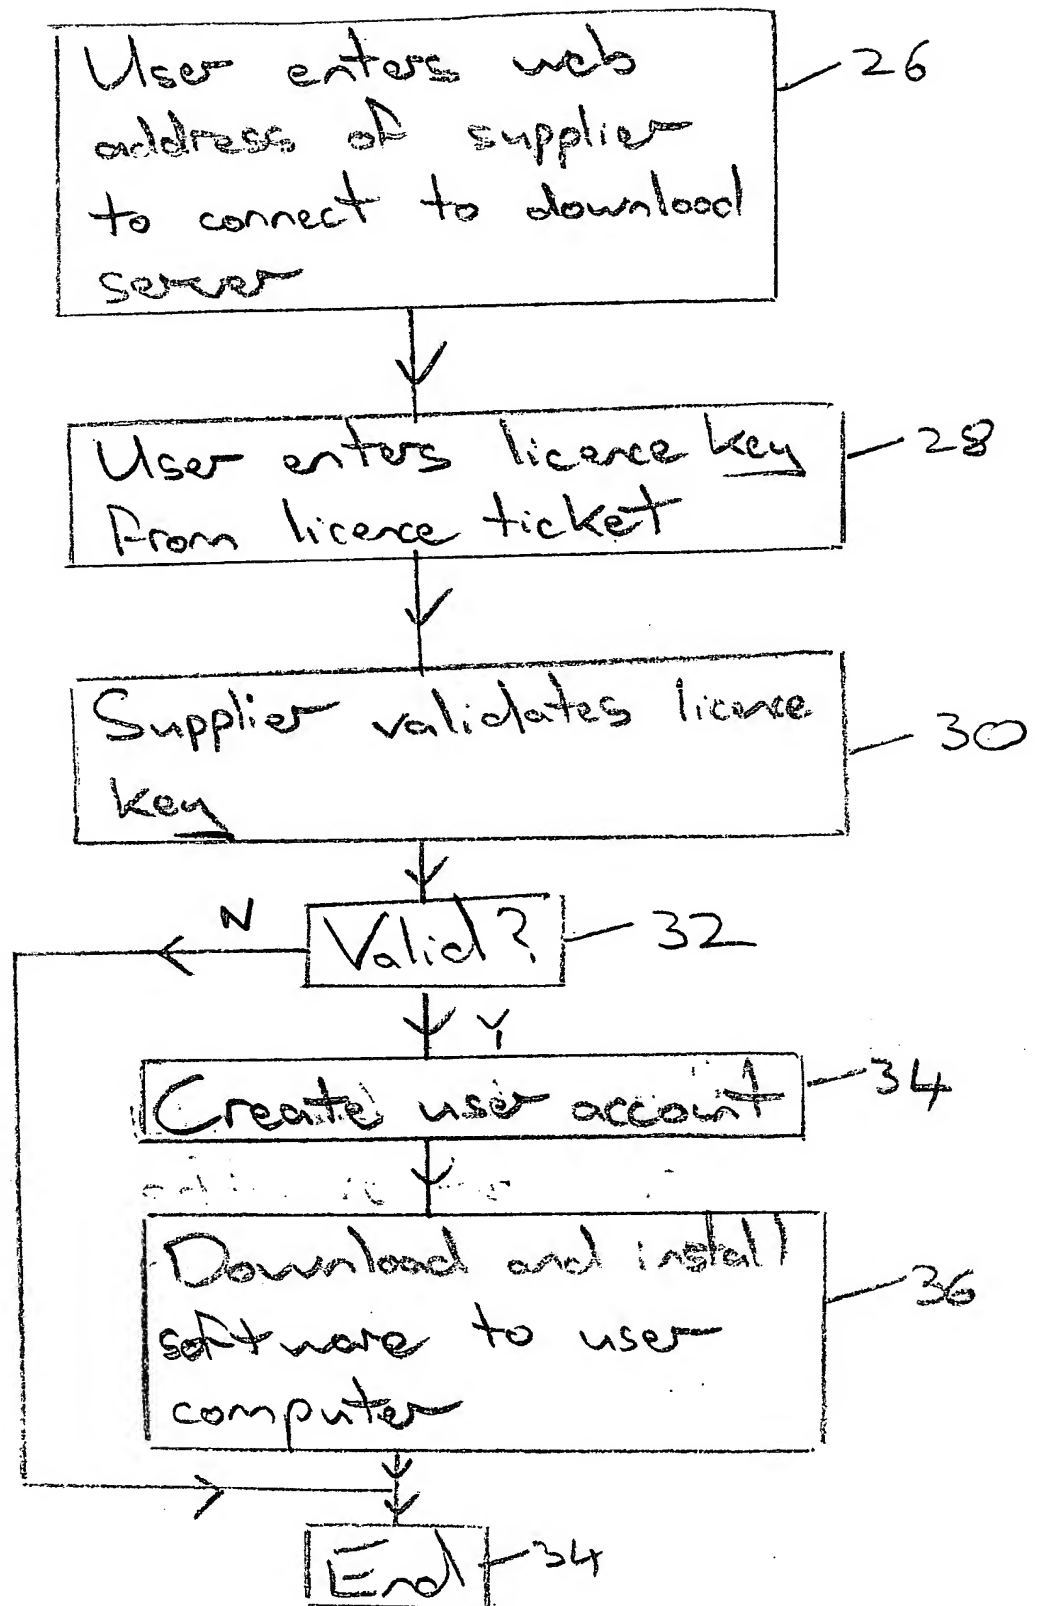 User enters web
address of supplier
to connect to download
server
26
User enters licence key
from licence ticket
28
Supplier validates licence
key
30
N
Valid?
32
Y
Create user account
34
Download and install
software to user
computer
36
End
34